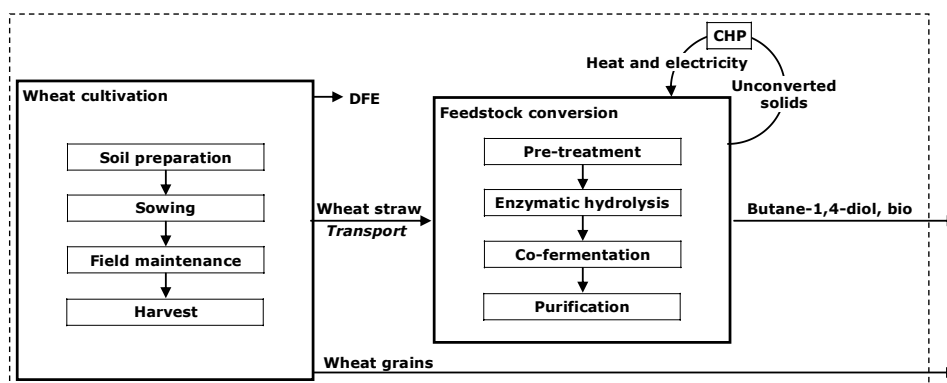 CHP
Heat and electricity
Unconverted
solids
Wheat cultivation
DFE
Soil preparation
Sowing
Field maintenance
Harvest
Wheat straw
Transport
Feedstock conversion
Pre-treatment
Enzymatic hydrolysis
Co-fermentation
Purification
Butane-1,4-diol, bio
Wheat grains